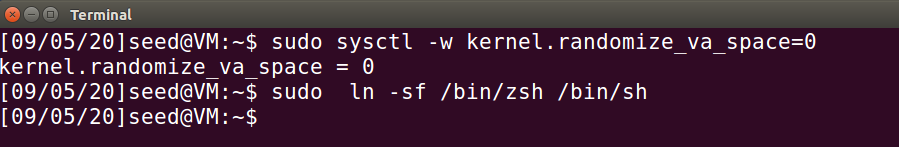 Terminal
[09/05/20]seed@VM:~$ sudo sysctl -w kernel.randomize_va_space=0
kernel.randomize_va_space = 0
[09/05/20]seed@VM:~$ sudo  ln -sf /bin/zsh /bin/sh
[09/05/20]seed@VM:~$